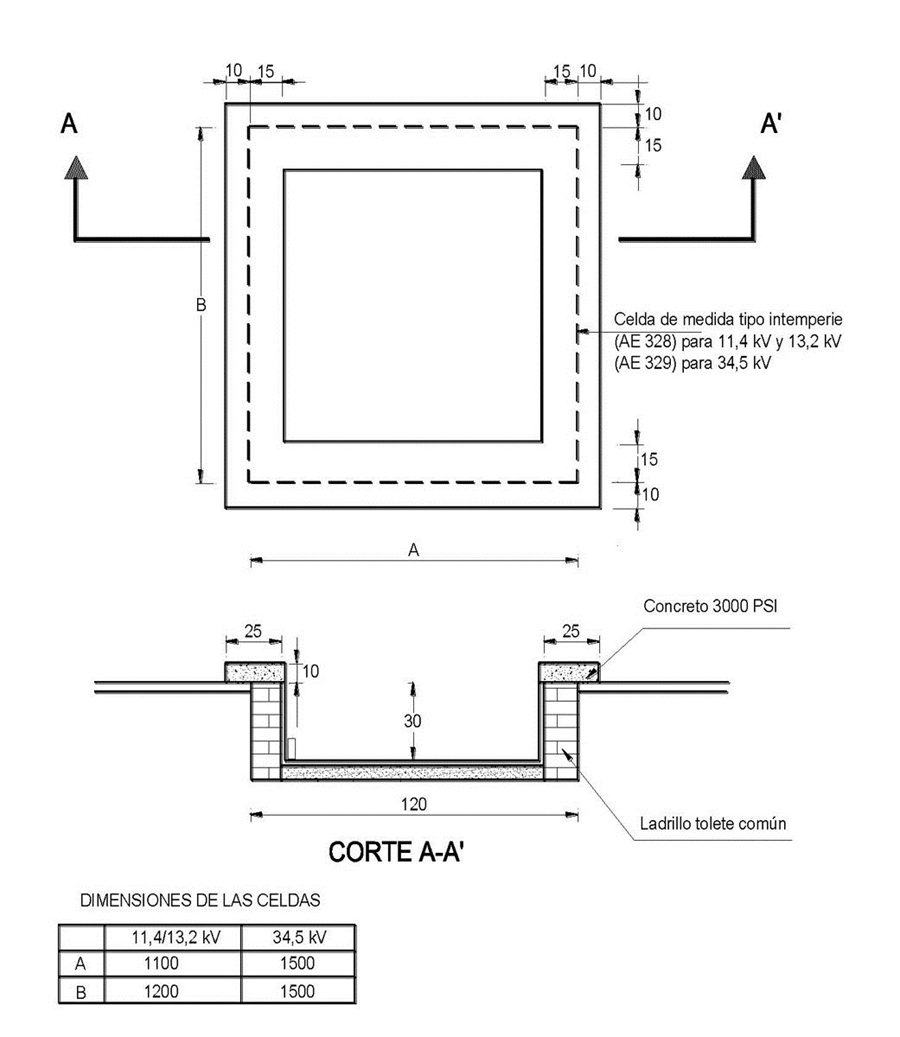 10 15 15 10
10
A A'
15
B
Celda de medida tipo intemperie
(AE 328) para 11,4 kV y 13,2 kV
(AE 329) para 34,5 kV
15
10
A
Concreto 3000 PSI
25 25
10
30
120
Ladrillo tolete común
CORTE A-A'
DIMENSIONES DE LAS CELDAS
11,4/13,2 kV 34,5 kV
A 1100 1500
B 1200 1500